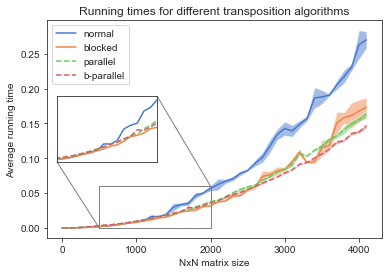 Running times for different transposition algorithms
normal
blocked
parallel
b-parallel
Average running time
0.25
0.20
0.15
0.10
0.05
0.00
0
1000
2000
3000
4000
NxN matrix size